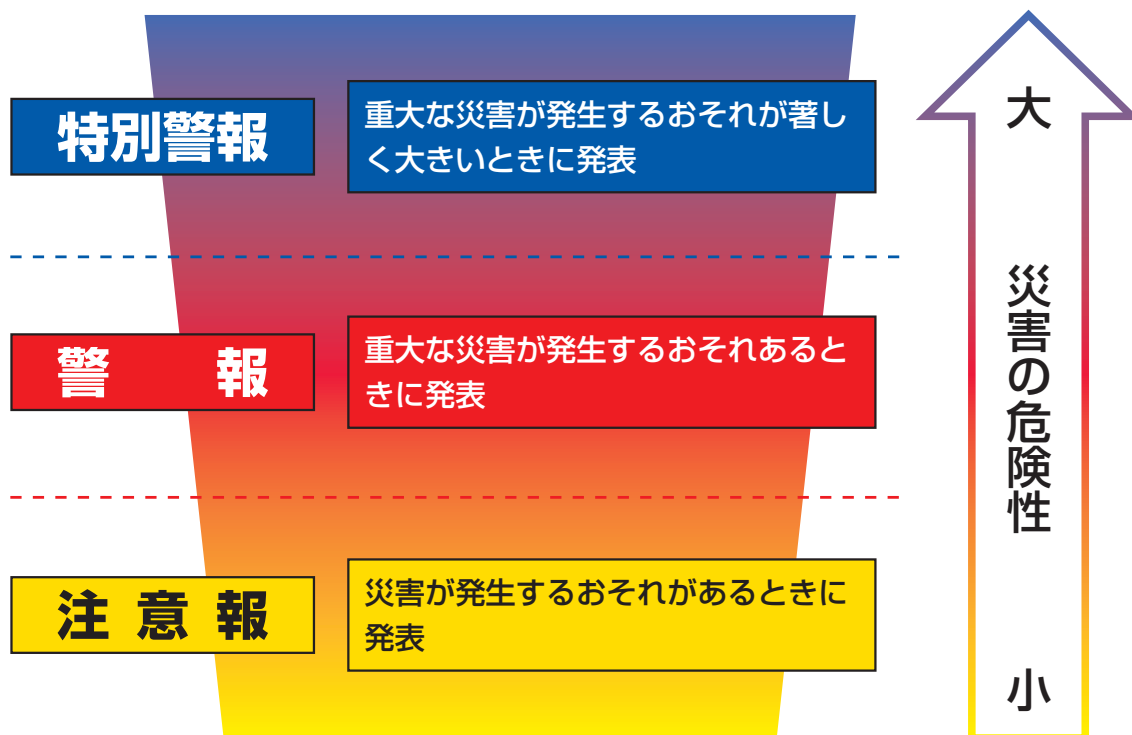 特別警報
重大な災害が発生するおそれが著し
く大きいときに発表
警報
重大な災害が発生するおそれあると
きに発表
注意報
災害が発生するおそれがあるときに
発表
大
災害の危険性
小